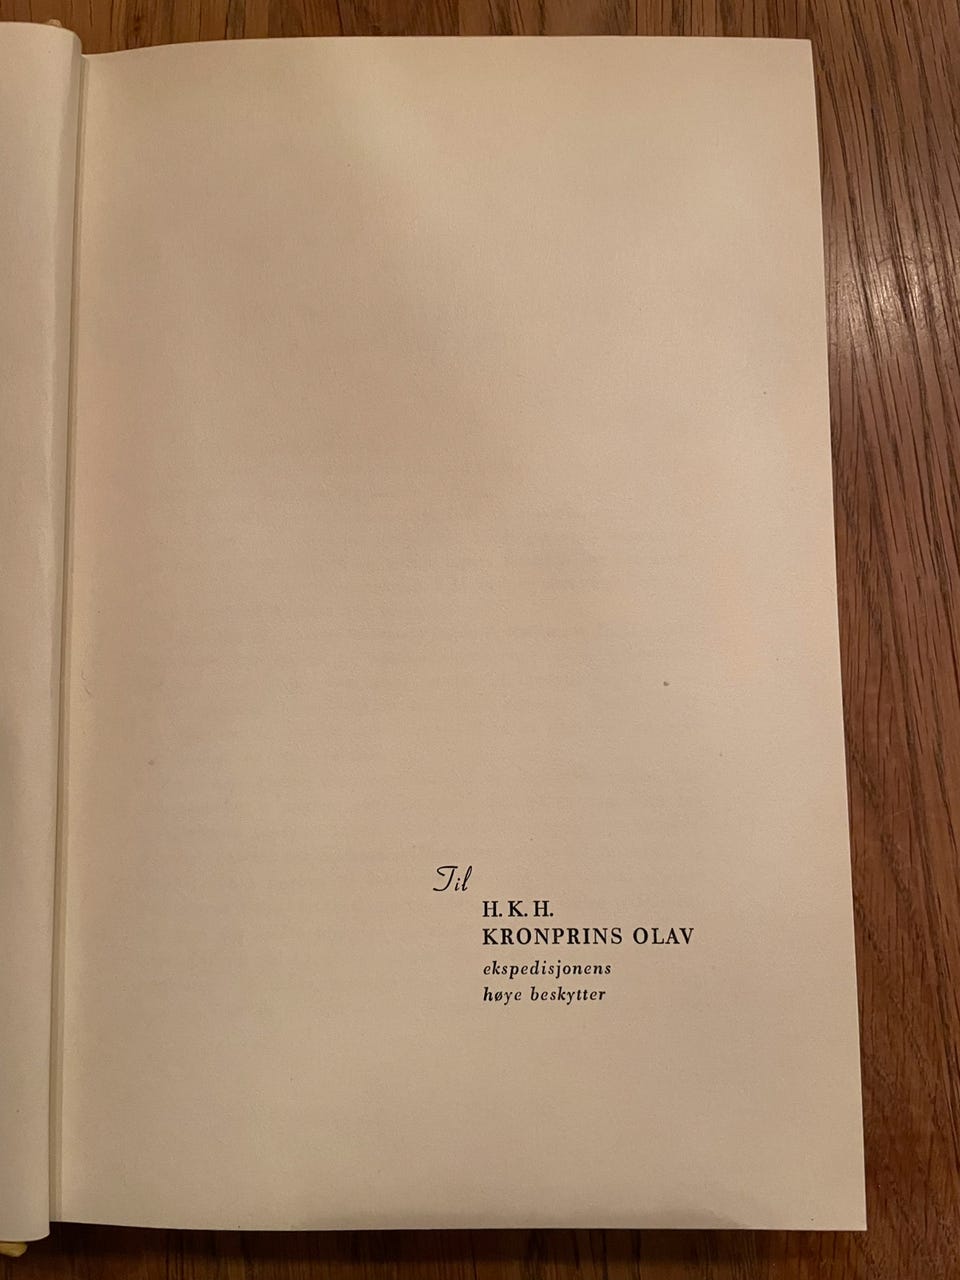 Til
H. K. H.
KRONPRINS OLAV
ekspedisjonens
høye beskytter